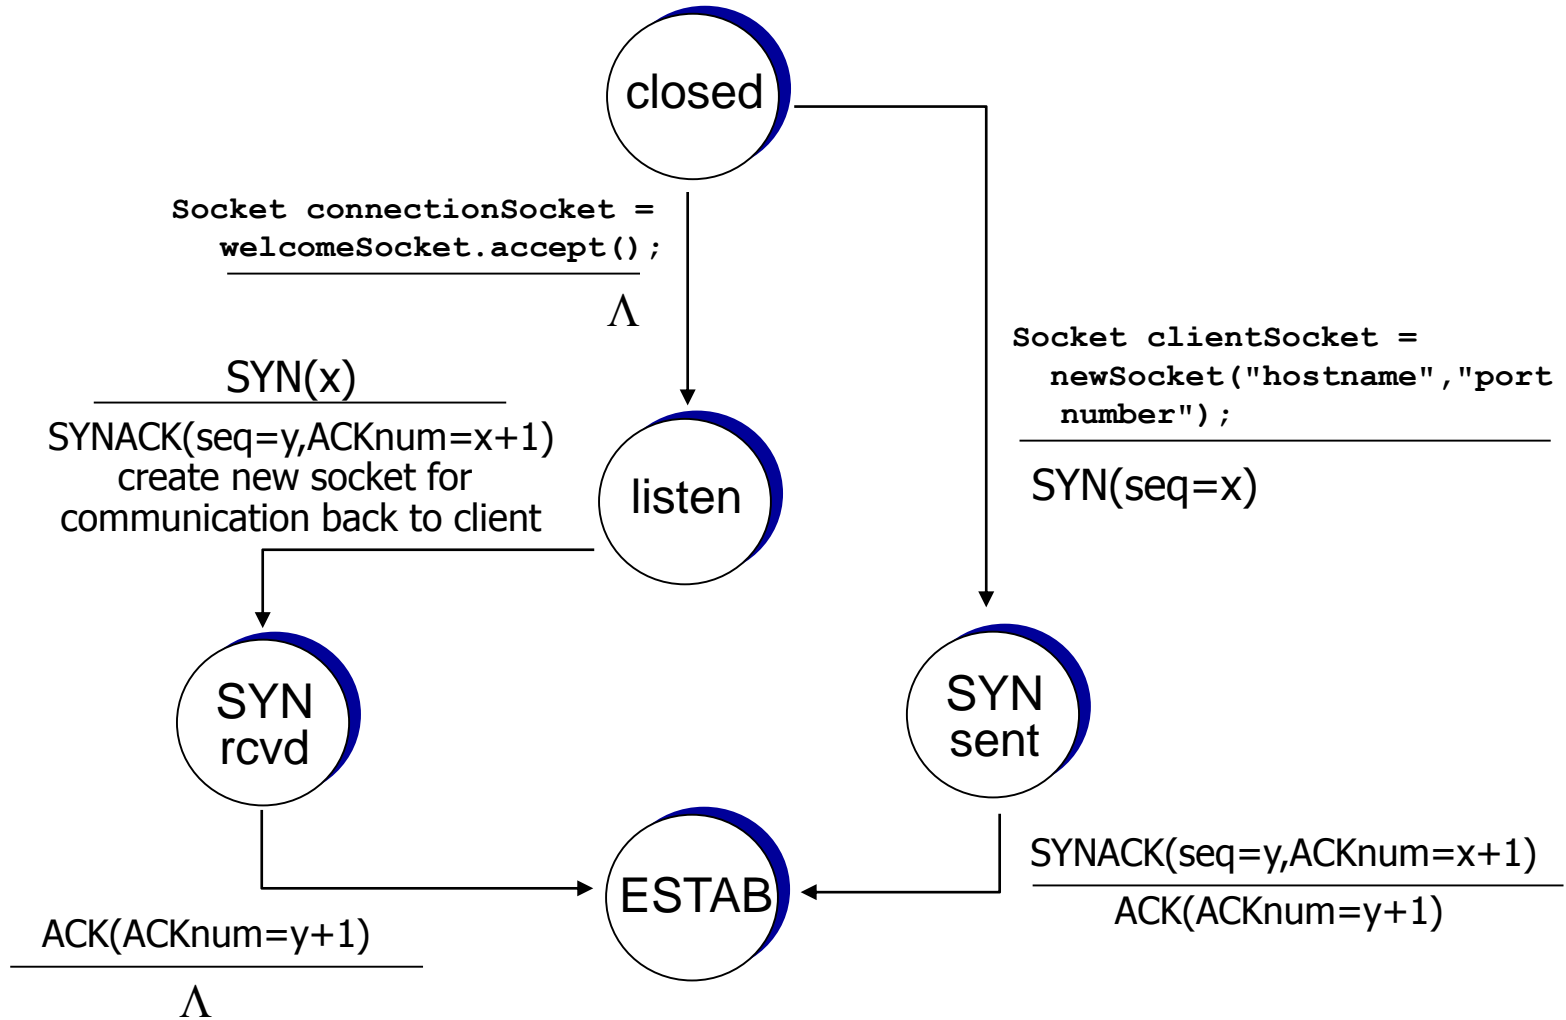 closed
Socket connectionSocket =
welcomeSocket.accept();
Λ
Socket clientSocket =
newSocket("hostname","port
number");
SYN(seq=x)
SYN(x)
SYNACK(seq=y,ACKnum=x+1)
create new socket for
communication back to client
listen
SYN
rcvd
SYN
sent
ESTAB
SYNACK(seq=y,ACKnum=x+1)
ACK(ACKnum=y+1)
ACK(ACKnum=y+1)
Λ